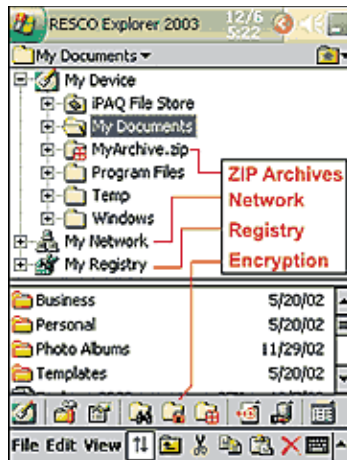 RESCO Explorer 2003 12/6 5:22
My Documents
My Device
iPAQ File Store
My Documents
MyArchive.zip
Program Files
Temp
Windows
My Network
My Registry
ZIP Archives
Network
Registry
Encryption
Business 5/20/02
Personal 5/20/02
Photo Albums 11/29/02
Templates 5/20/02
File Edit View